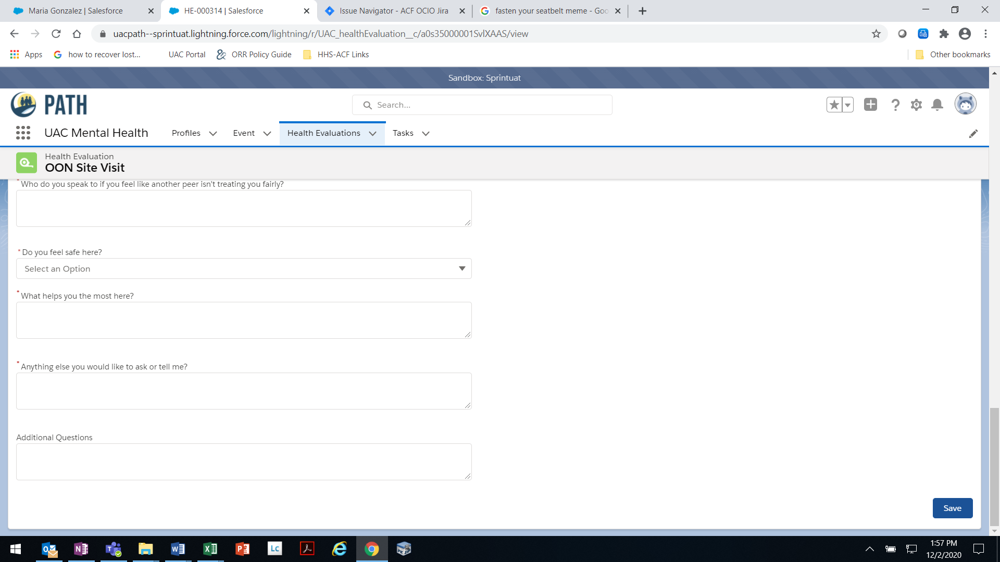 Maria Gonzalez | Salesforce
HE-000314 | Salesforce
Issue Navigator - ACF OCIO Jira
fasten your seatbelt meme - Goo
uacpath--sprintuat.lightning.force.com/lightning/r/UAC_healthEvaluation__c/a0s35000001SvlXAAS/view
Apps
how to recover lost...
UAC Portal
ORR Policy Guide
HHS-ACF Links
Other bookmarks
Sandbox: Sprintuat
PATH
Search...
UAC Mental Health
Profiles
Event
Health Evaluations
Tasks
Health Evaluation
OON Site Visit
*Who do you speak to if you feel like another peer isn't treating you fairly?
*Do you feel safe here?
Select an Option
*What helps you the most here?
*Anything else you would like to ask or tell me?
Additional Questions
Save
1:57 PM
12/2/2020